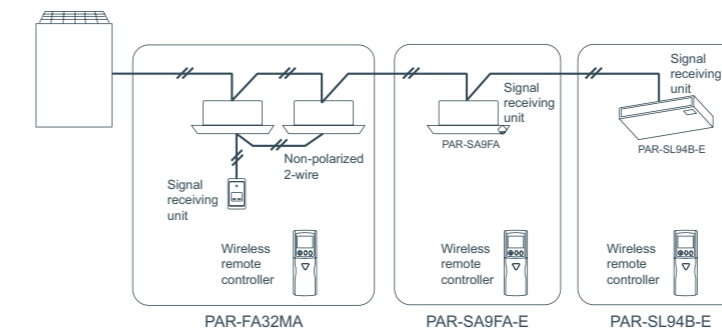 Signal
receiving
unit
Non-polarized
2-wire
Wireless
remote
controller
PAR-FA32MA
Signal
receiving
unit
PAR-SA9FA
Wireless
remote
controller
PAR-SA9FA-E
Signal
receiving
unit
PAR-SL94B-E
Wireless
remote
controller
PAR-SL94B-E